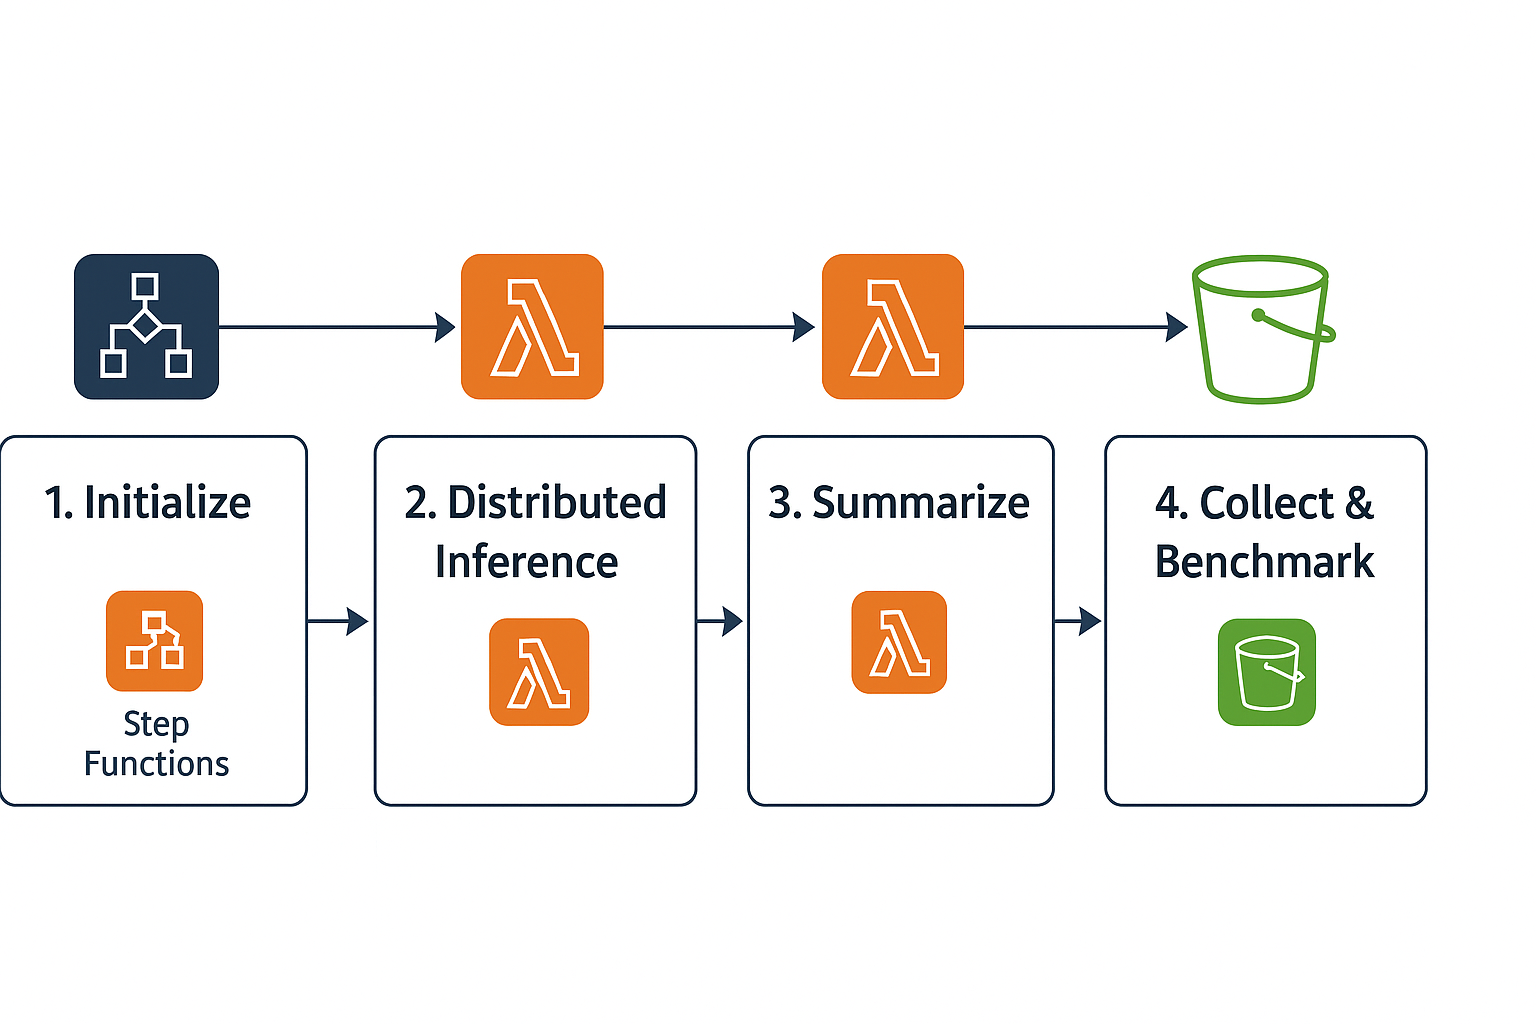 1. Initialize
Step
Functions
2. Distributed
Inference
3. Summarize
4. Collect &
Benchmark